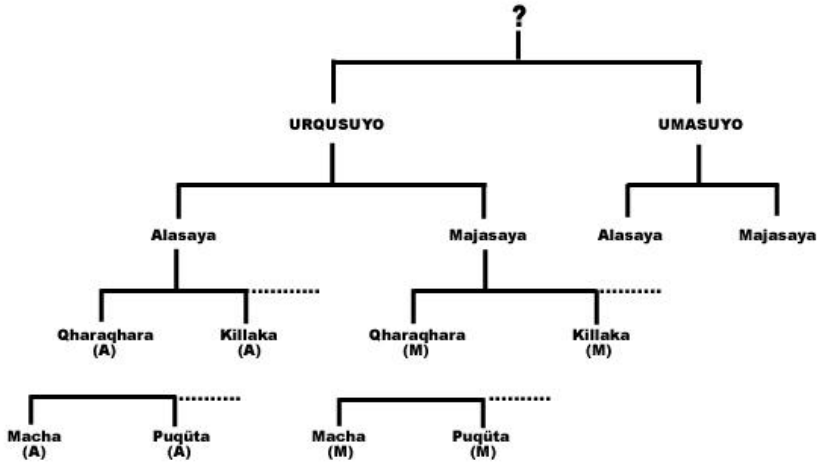 ?
URQUSUYO UMASUYO
Alasaya Majasaya Alasaya Majasaya
Qharaqhara Killaka Qharaqhara Killaka
(A) (A) (M) (M)
Macha Puqüta Macha Puqüta
(A) (A) (M) (M)